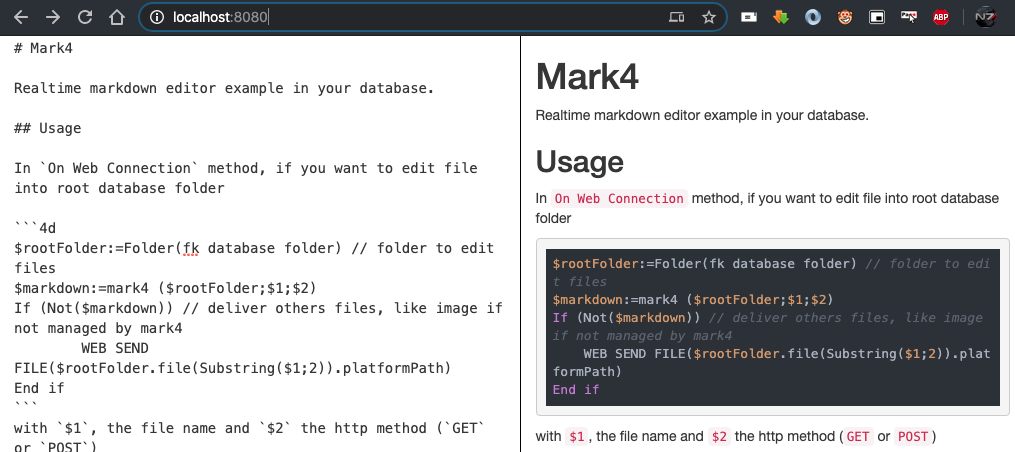 localhost:8080
ABP
N7
# Mark4
Realtime markdown editor example in your database.
## Usage
In `On Web Connection` method, if you want to edit file
into root database folder
```4d
$rootFolder:=Folder(fk database folder) // folder to edit
files
$markdown:=mark4 ($rootFolder;$1;$2)
If (Not($markdown)) // deliver others files, like image if
not managed by mark4
WEB SEND
FILE($rootFolder.file(Substring($1;2)).platformPath)
End if
```
with `$1`, the file name and `$2` the http method (`GET`
or `POST`)
Mark4
Realtime markdown editor example in your database.
Usage
In On Web Connection method, if you want to edit file into root database
folder
$rootFolder:=Folder(fk database folder) // folder to edi
t files
$markdown:=mark4 ($rootFolder;$1;$2)
If (Not($markdown)) // deliver others files, like image
if not managed by mark4
WEB SEND FILE($rootFolder.file(Substring($1;2)).plat
formPath)
End if
with $1 , the file name and $2 the http method ( GET or POST )